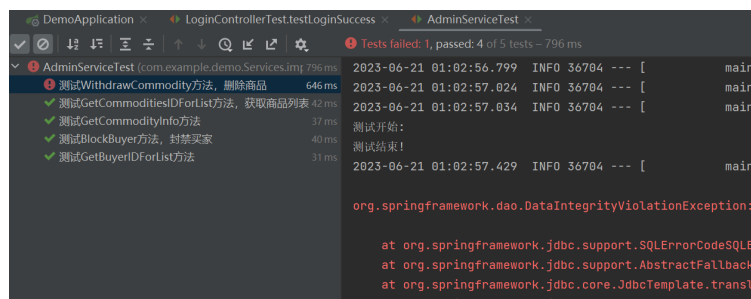 DemoApplication × LoginControllerTest.testLoginSuccess × AdminServiceTest ×
Tests failed: 1, passed: 4 of 5 tests – 796 ms
AdminServiceTest (com.example.demo.Services.imp 796 ms
测试WithdrawCommodity方法，删除商品 646 ms
测试GetCommoditiesIDForList方法，获取商品列表 42 ms
测试GetCommodityInfo方法 37 ms
测试BlockBuyer方法，封禁买家 40 ms
测试GetBuyerIDForList方法 31 ms
2023-06-21 01:02:56.799 INFO 36704 --- [ main
2023-06-21 01:02:57.024 INFO 36704 --- [ main
2023-06-21 01:02:57.034 INFO 36704 --- [ main
测试开始:
测试结束!
2023-06-21 01:02:57.429 INFO 36704 --- [ main
org.springframework.dao.DataIntegrityViolationException:
at org.springframework.jdbc.support.SQLErrorCodeSQLE
at org.springframework.jdbc.support.AbstractFallback
at org.springframework.jdbc.core.JdbcTemplate.transl